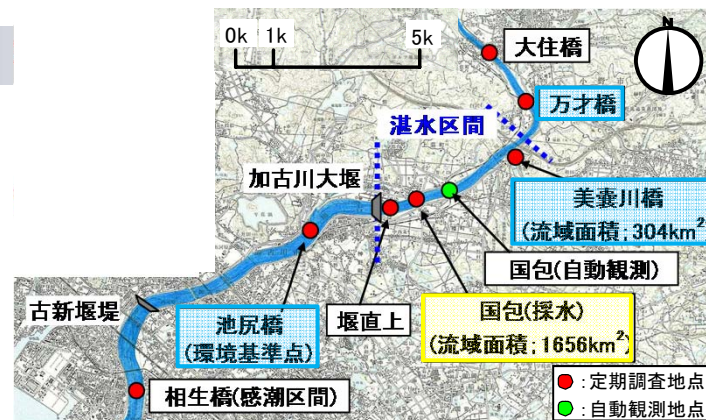 0k 1k 5k
N
大住橋
万才橋
湛水区間
加古川大堰
美嚢川橋
(流域面積;304km²)
国包(自動観測)
古新堰堤
池尻橋
(環境基準点)
堰直上
国包(採水)
(流域面積;1656km²)
相生橋(感潮区間)
:定期調査地点
:自動観測地点